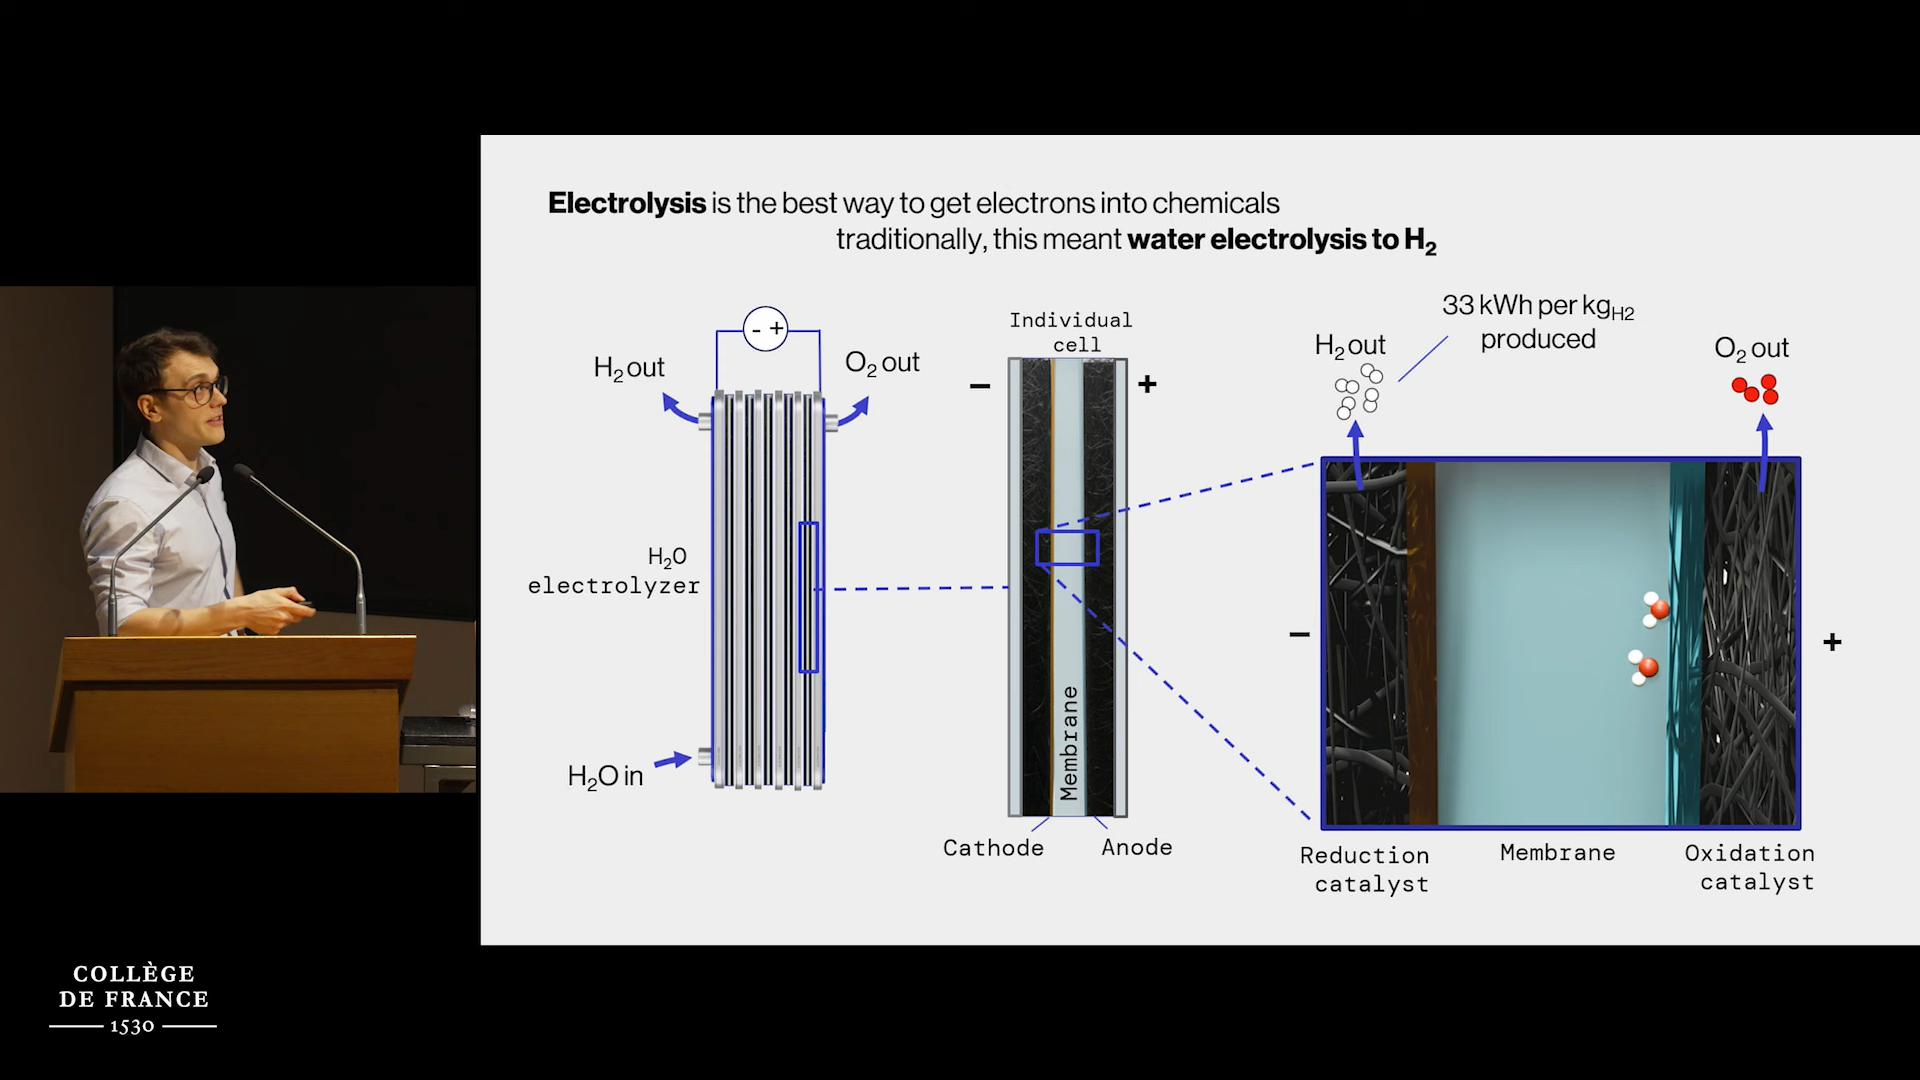 Electrolysis is the best way to get electrons into chemicals
traditionally, this meant water electrolysis to H₂
- +
H₂ out
O₂ out
H₂O
electrolyzer
H₂O in
Individual
cell
−
+
Membrane
Cathode
Anode
33 kWh per kg_H2
produced
H₂ out
O₂ out
−
+
Reduction
catalyst
Membrane
Oxidation
catalyst
COLLÈGE
DE FRANCE
1530